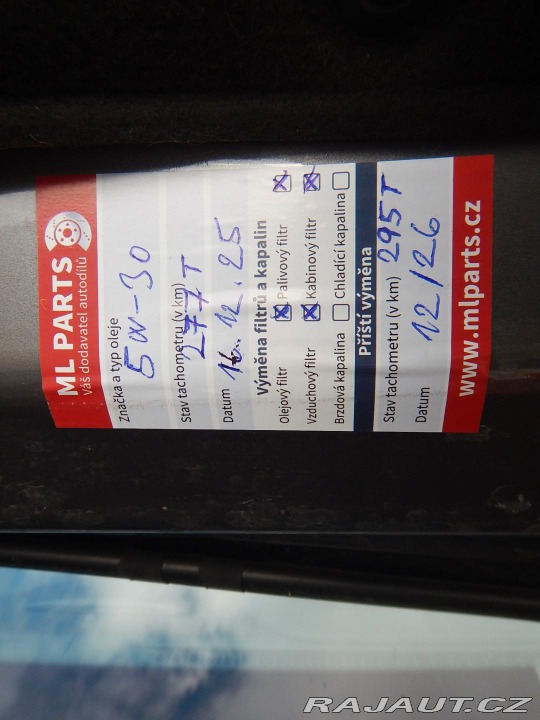 ML PARTS
Váš dodavatel autodílů
Značka a typ oleje
5W-30
Stav tachometru (v km)
277T
Datum 16.12.25
Výměna filtrů a kapalin
Olejový filtr Palivový filtr
Vzduchový filtr Kabinový filtr
Brzdová kapalina Chladící kapalina
Příští výměna
Stav tachometru (v km) 295T
Datum 12/26
www.mlparts.cz
RAJAUT.CZ